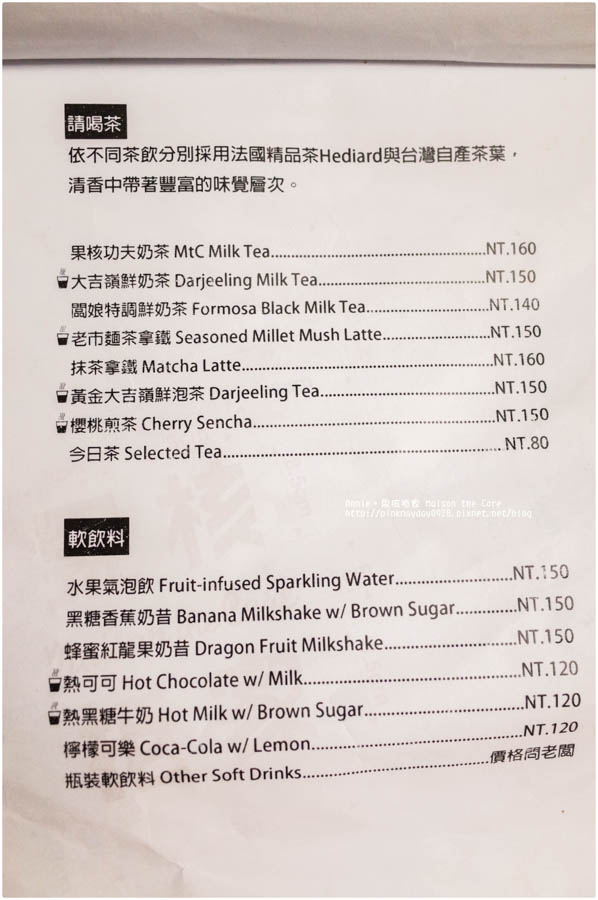 請喝茶
依不同茶飲分別採用法國精品茶Hediard與台灣自產茶葉，
清香中帶著豐富的味覺層次。
果核功夫奶茶 MtC Milk Tea........NT.160
大吉嶺鮮奶茶 Darjeeling Milk Tea........NT.150
闆娘特調鮮奶茶 Formosa Black Milk Tea........NT.140
老市麵茶拿鐵 Seasoned Millet Mush Latte........NT.150
抹茶拿鐵 Matcha Latte........NT.160
黃金大吉嶺鮮泡茶 Darjeeling Tea........NT.150
櫻桃煎茶 Cherry Sencha........NT.150
今日茶 Selected Tea........NT.80
Annie。果核抱怨 Maison the Core
http://pinkmayday0928.pixnet.net/blog
軟飲料
水果氣泡飲 Fruit-infused Sparkling Water........NT.150
黑糖香蕉奶昔 Banana Milkshake w/ Brown Sugar........NT.150
蜂蜜紅龍果奶昔 Dragon Fruit Milkshake........NT.150
熱可可 Hot Chocolate w/ Milk........NT.120
熱黑糖牛奶 Hot Milk w/ Brown Sugar........NT.120
檸檬可樂 Coca-Cola w/ Lemon........NT.120
瓶裝軟飲料 Other Soft Drinks........價格問老闆